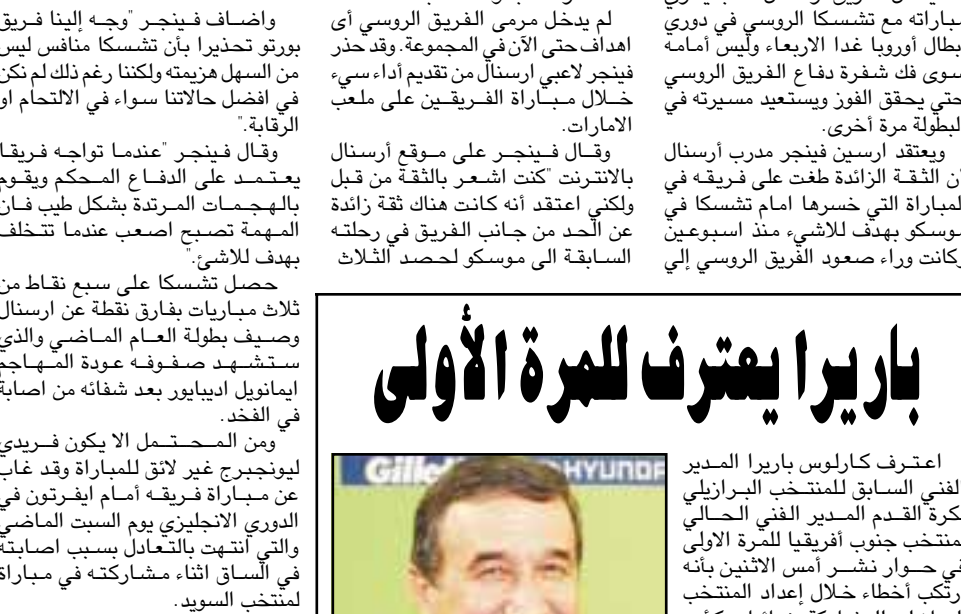 مباراته مع تشسكا الروسي في دوري
ابطال أوروبا غدا الاربعاء وليس أمامه
سوى فك شفرة دفاع الفريق الروسي
حتي يحقق الفوز ويستعيد مسيرته في
البطولة مرة أخرى.
ويعتقد ارسين فينجر مدرب أرسنال
أن الثقة الزائدة طغت على فريقه في
المباراة التي خسرها امام تشسكا في
موسكو بهدف للاشيء منذ اسبوعين
وكانت وراء صعود الفريق الروسي إلي
لم يدخل مرمى الفريق الروسي أى
اهداف حتى الآن في المجموعة. وقد حذر
فينجر لاعبي ارسنال من تقديم أداء سيء
خلال مباراة الفريقين على ملعب
الامارات.
وقال فينجر على موقع أرسنال
بالانترنت "كنت اشعر بالثقة من قبل
ولكني اعتقد أنه كانت هناك ثقة زائدة
عن الحد من جانب الفريق في رحلته
السابقة الى موسكو لحصد الثلاث
واضاف فينجر "وجه إلينا فريق
بورتو تحذيرا بأن تشسكا منافس ليس
من السهل هزيمته ولكننا رغم ذلك لم نكن
في افضل حالاتنا سواء في الالتحام او
الرقابة."
وقال فينجر "عندما تواجه فريقا
يعتمد على الدفاع المحكم ويقوم
بالهجمات المرتدة بشكل طيب فان
المهمة تصبح اصعب عندما تتخلف
بهدف للاشئ."
حصل تشسكا على سبع نقاط من
ثلاث مباريات بفارق نقطة عن ارسنال
وصيف بطولة العام الماضي والذي
ستشهد صفوفه عودة المهاجم
ايمانويل اديبايور بعد شفائه من اصابة
في الفخد.
ومن المحتمل الا يكون فريدي
ليونجبرج غير لائق للمباراة وقد غاب
عن مباراة فريقه أمام ايفرتون في
الدوري الانجليزي يوم السبت الماضي
والتي انتهت بالتعادل بسبب اصابته
في الساق اثناء مشاركته في مباراة
لمنتخب السويد.
باريرا يعترف للمرة الأولى
اعترف كارلوس باريرا المدير
الفني السابق للمنتخب البرازيلي
لكرة القدم المدير الفني الحالي
لمنتخب جنوب أفريقيا للمرة الاولى
في حوار نشر أمس الاثنين بأنه
ارتكب أخطاء خلال إعداد المنتخب
HYUNDA